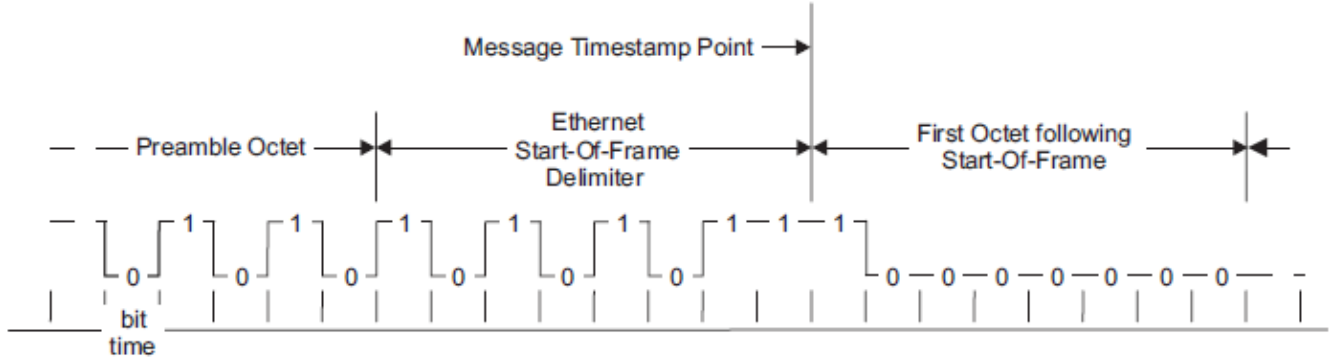 Message Timestamp Point
Preamble Octet
Ethernet
Start-Of-Frame
Delimiter
First Octet following
Start-Of-Frame
1 1 1 1 1 1 1 1
0 0 0 0 0 0 0 0 0 0 0 0 0
bit
time